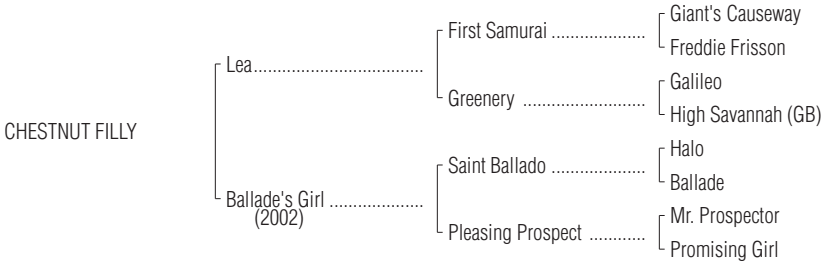 Giant's Causeway
First Samurai .....................
Freddie Frisson
Lea...................................
Galileo
Greenery ...........................
High Savannah (GB)
CHESTNUT FILLY
Halo
Saint Ballado .....................
Ballade
Ballade's Girl ....................
(2002)
Mr. Prospector
Pleasing Prospect ............
Promising Girl